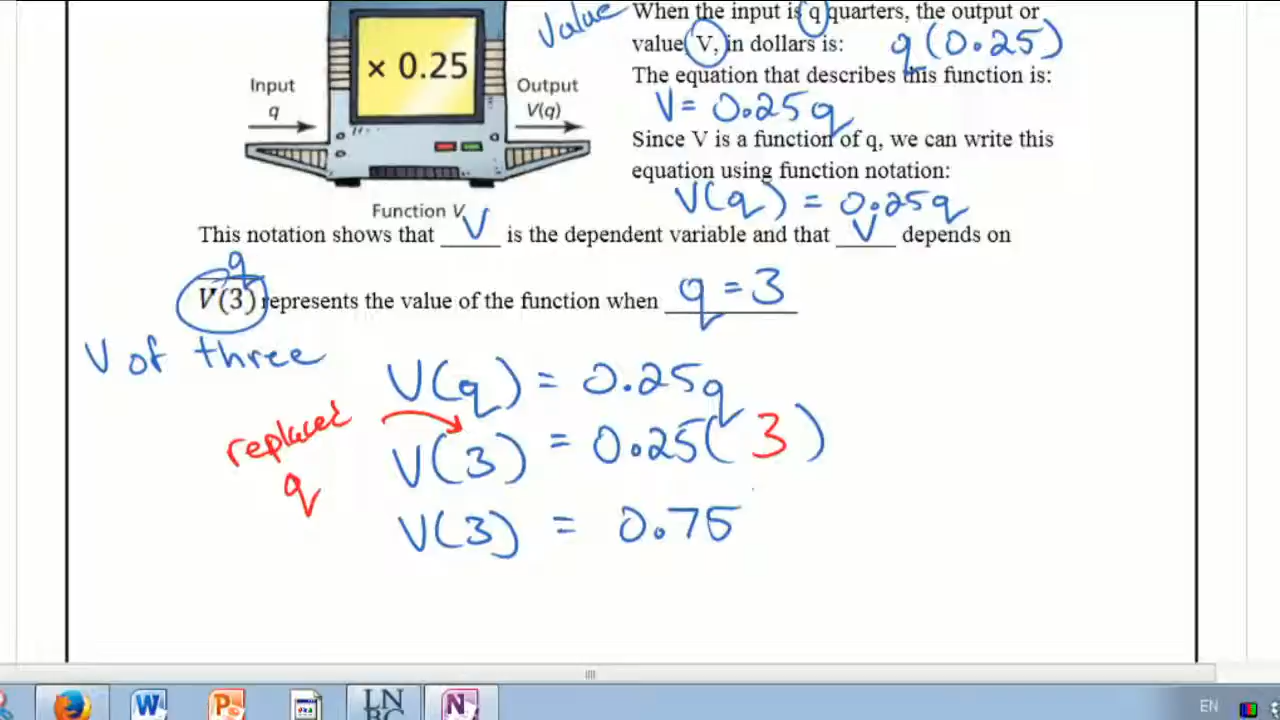 Value
When the input is q quarters, the output or
value V, in dollars is: q(0.25)
The equation that describes this function is:
V = 0.25q
Since V is a function of q, we can write this
equation using function notation:
V(q) = 0.25q
× 0.25
Input
q
Output
V(q)
Function V
This notation shows that V is the dependent variable and that V depends on
q
V(3) represents the value of the function when q = 3
V of three
V(q) = 0.25q
replaced
q
V(3) = 0.25(3)
V(3) = 0.75
W
P
LN
BC
N
EN